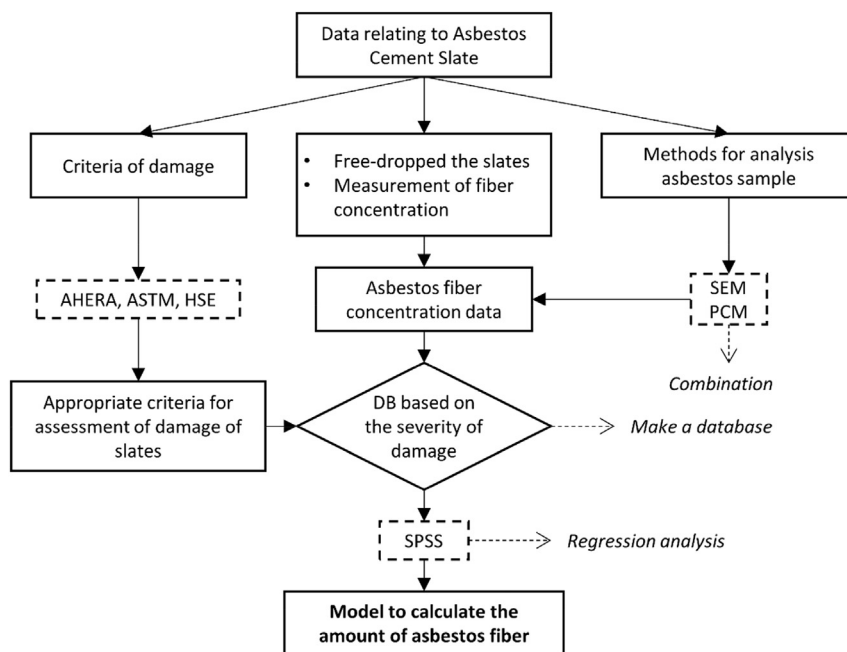 Data relating to Asbestos
Cement Slate
Criteria of damage
• Free-dropped the slates
• Measurement of fiber
concentration
Methods for analysis
asbestos sample
AHERA, ASTM, HSE
Asbestos fiber
concentration data
SEM
PCM
Combination
Appropriate criteria for
assessment of damage of
slates
DB based on
the severity of
damage
Make a database
SPSS
Regression analysis
Model to calculate the
amount of asbestos fiber